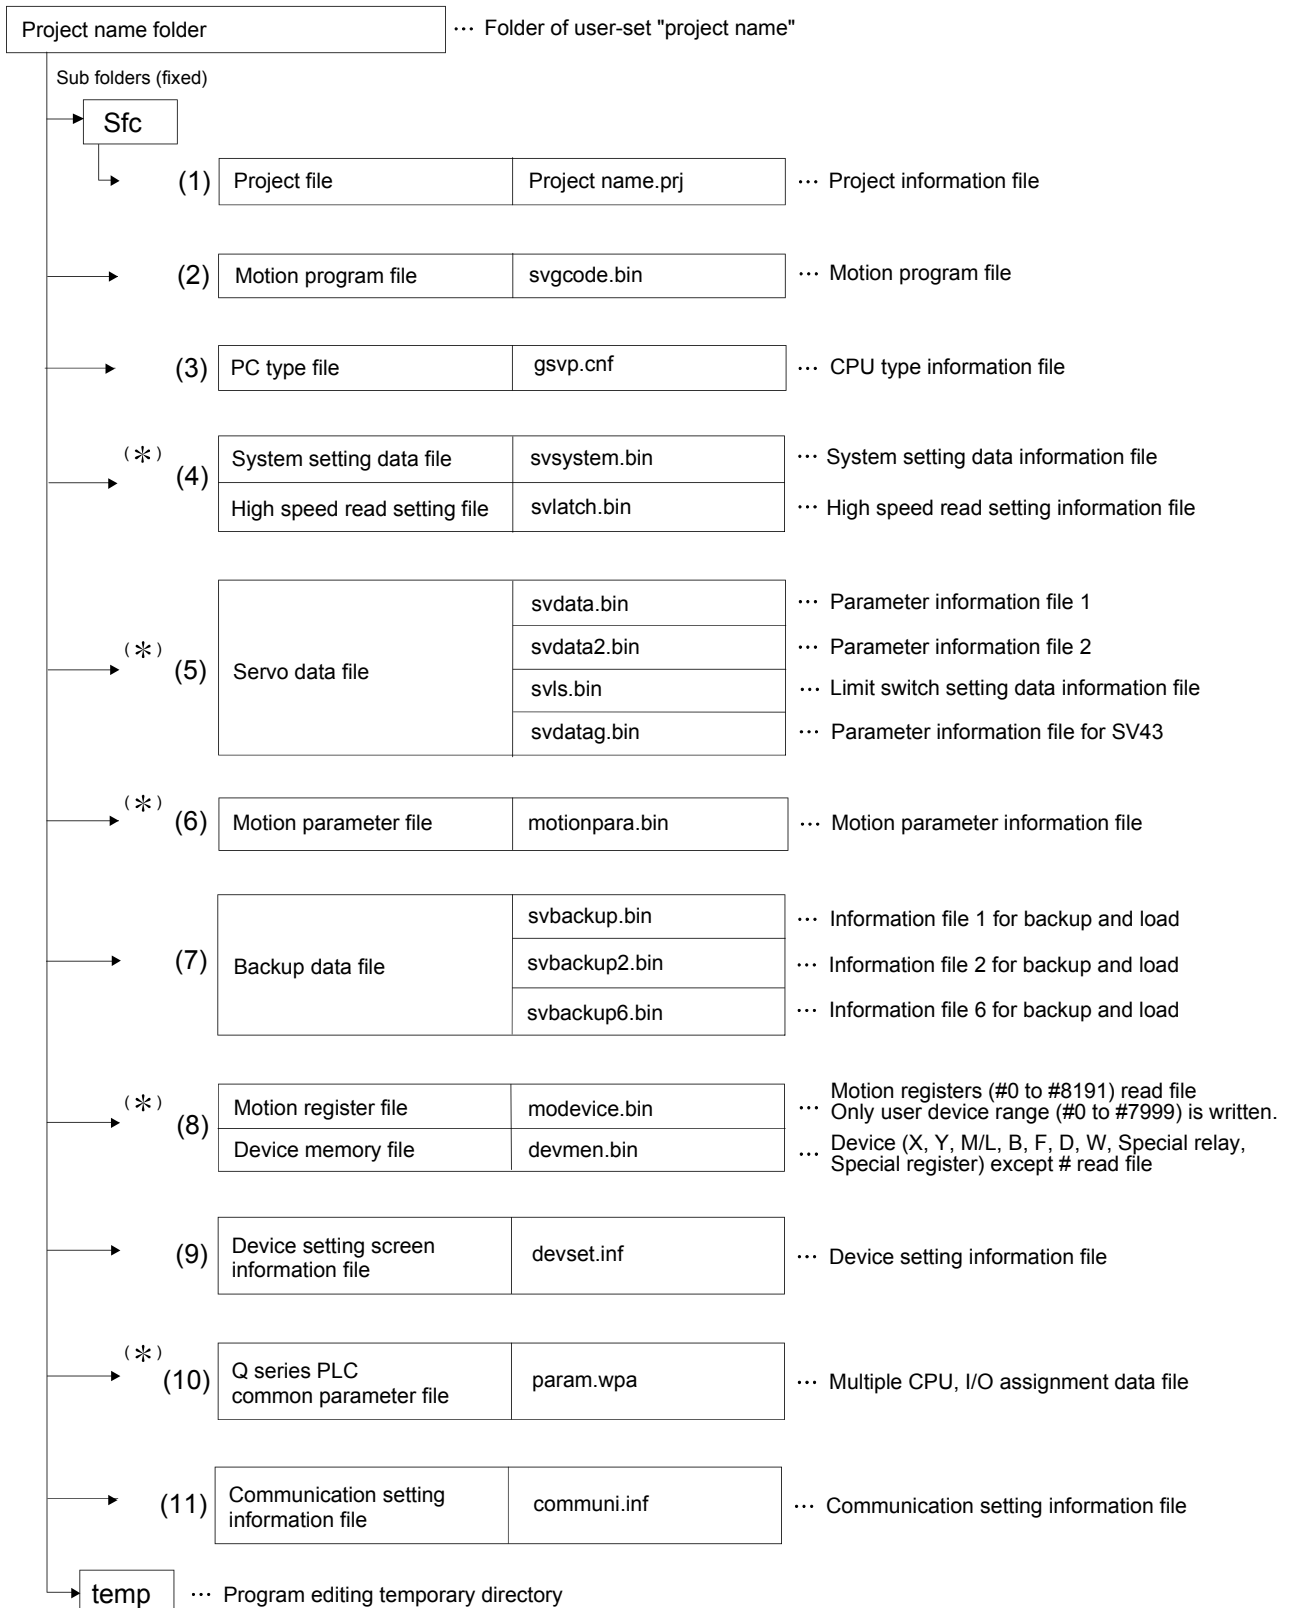 Project name folder ··· Folder of user-set "project name"
Sub folders (fixed)
Sfc
(1) Project file Project name.prj ··· Project information file
(2) Motion program file svgcode.bin ··· Motion program file
(3) PC type file gsvp.cnf ··· CPU type information file
(*) (4) System setting data file svsystem.bin ··· System setting data information file
High speed read setting file svlatch.bin ··· High speed read setting information file
(*) (5) Servo data file
svdata.bin ··· Parameter information file 1
svdata2.bin ··· Parameter information file 2
svls.bin ··· Limit switch setting data information file
svdatag.bin ··· Parameter information file for SV43
(*) (6) Motion parameter file motionpara.bin ··· Motion parameter information file
(7) Backup data file
svbackup.bin ··· Information file 1 for backup and load
svbackup2.bin ··· Information file 2 for backup and load
svbackup6.bin ··· Information file 6 for backup and load
(*) (8) Motion register file modevice.bin ··· Motion registers (#0 to #8191) read file
Only user device range (#0 to #7999) is written.
Device memory file devmen.bin ··· Device (X, Y, M/L, B, F, D, W, Special relay,
Special register) except # read file
(9) Device setting screen
information file devset.inf ··· Device setting information file
(*) (10) Q series PLC
common parameter file param.wpa ··· Multiple CPU, I/O assignment data file
(11) Communication setting
information file communi.inf ··· Communication setting information file
temp ··· Program editing temporary directory